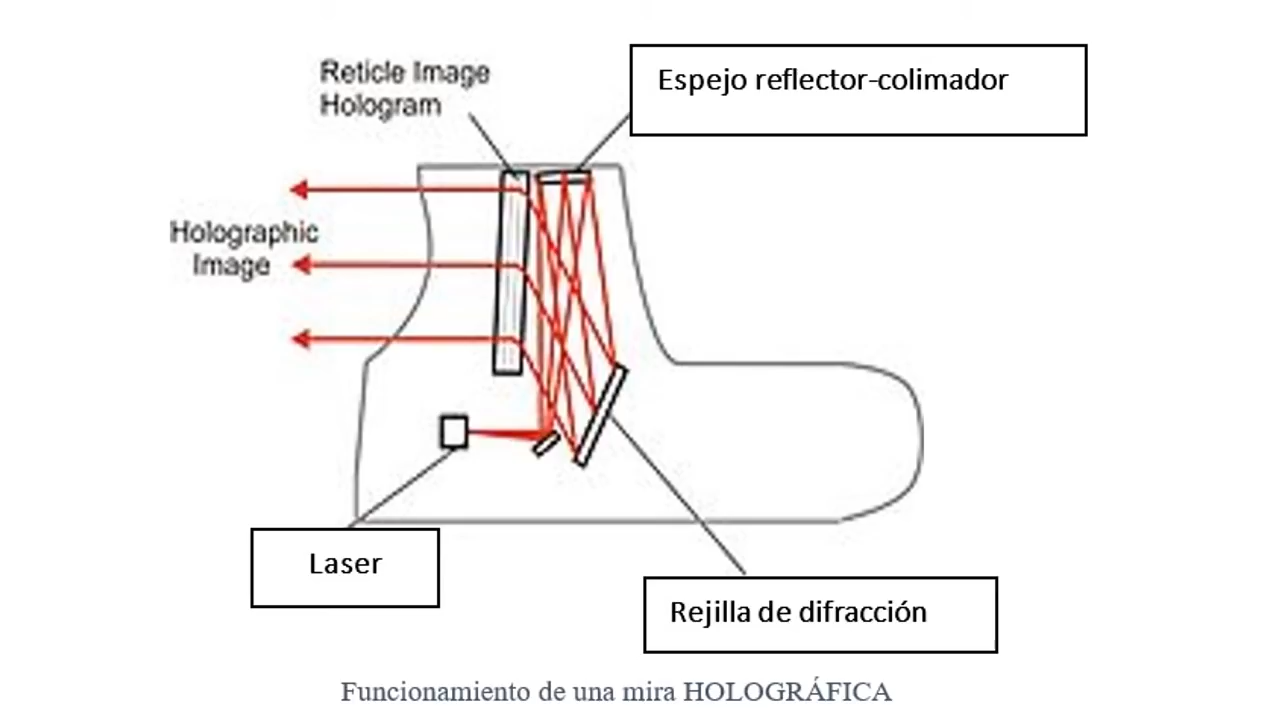 Reticle Image
Hologram
Espejo reflector-colimador
Holographic
Image
Laser
Rejilla de difracción
Funcionamiento de una mira HOLOGRÁFICA